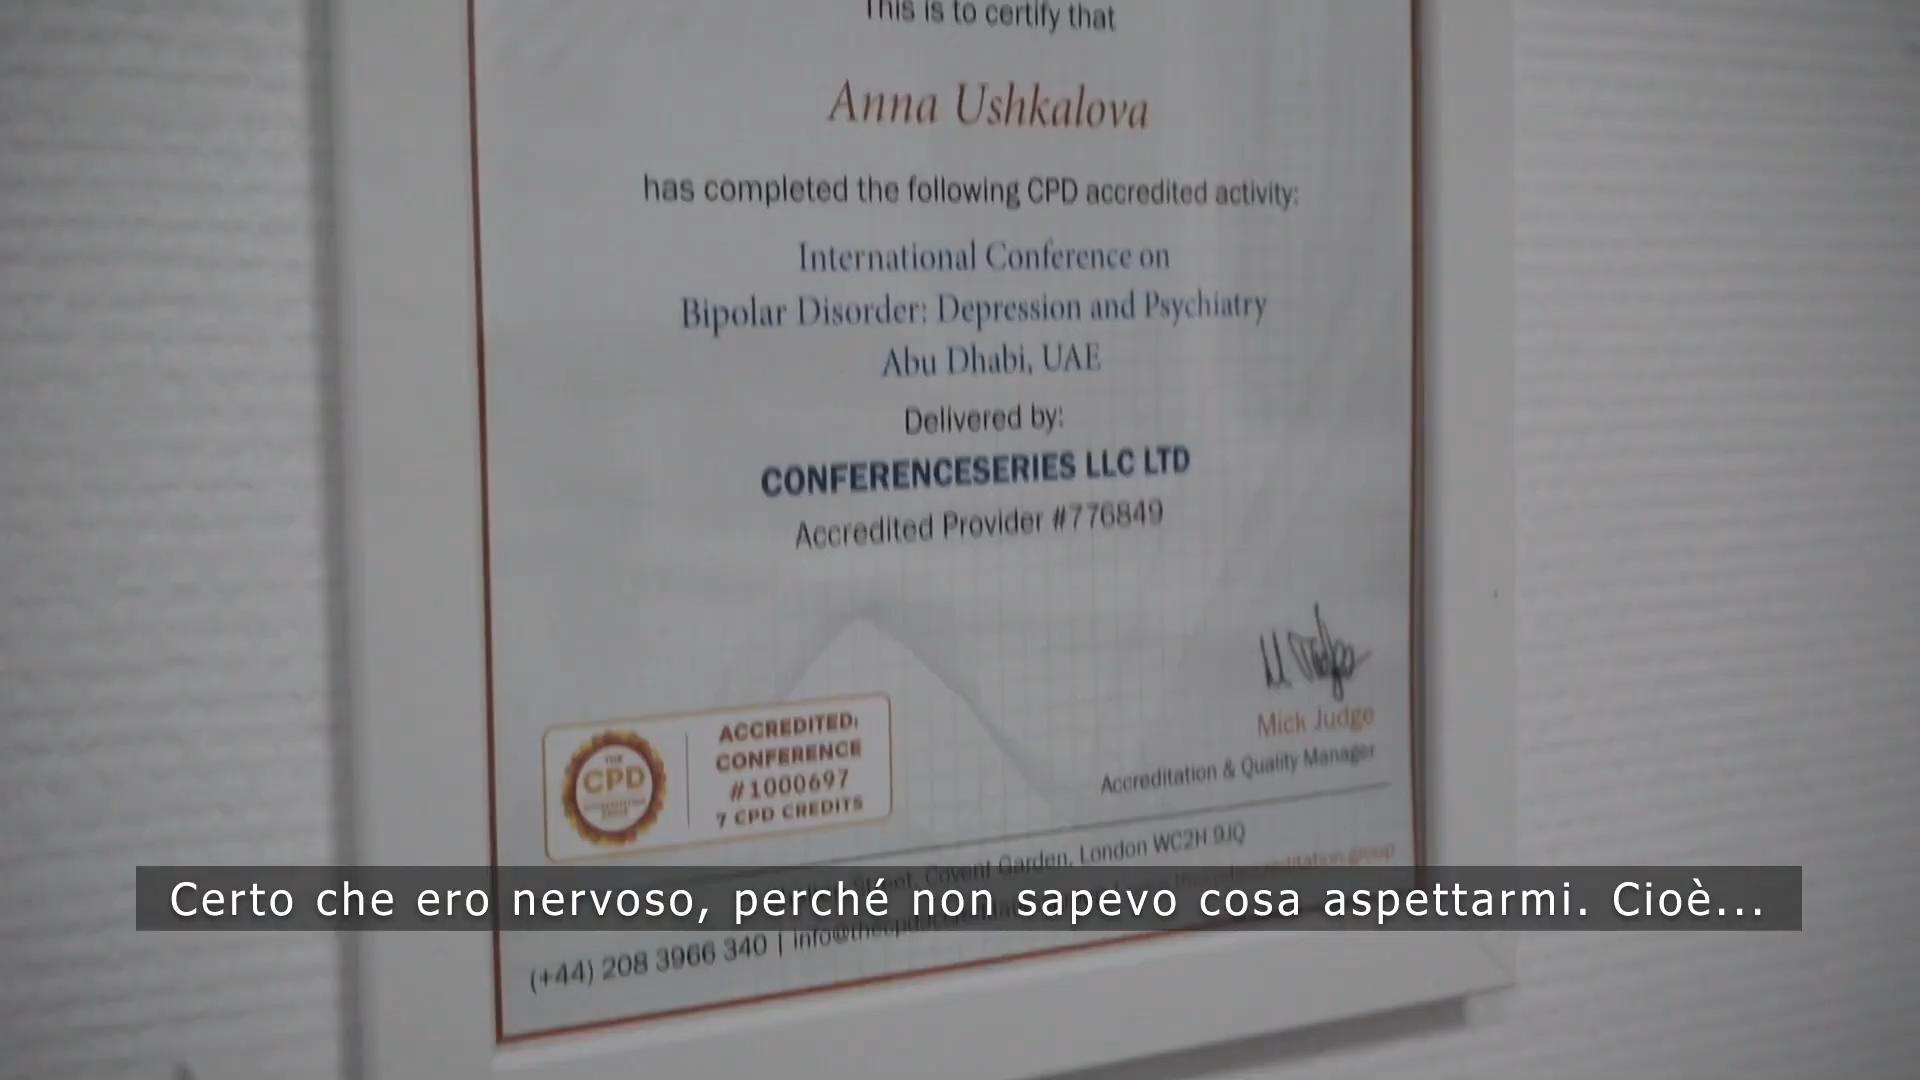 This is to certify that
Anna Ushkalova
has completed the following CPD accredited activity:
International Conference on
Bipolar Disorder: Depression and Psychiatry
Abu Dhabi, UAE
Delivered by:
CONFERENCESERIES LLC LTD
Accredited Provider #776849
Mick Judge
Accreditation & Quality Manager
THE
CPD
ACCREDITED:
CONFERENCE
#1000697
7 CPD CREDITS
Covent Garden, London WC2H 9JQ
Certo che ero nervoso, perché non sapevo cosa aspettarmi. Cioè...
(+44) 208 3966 340 |